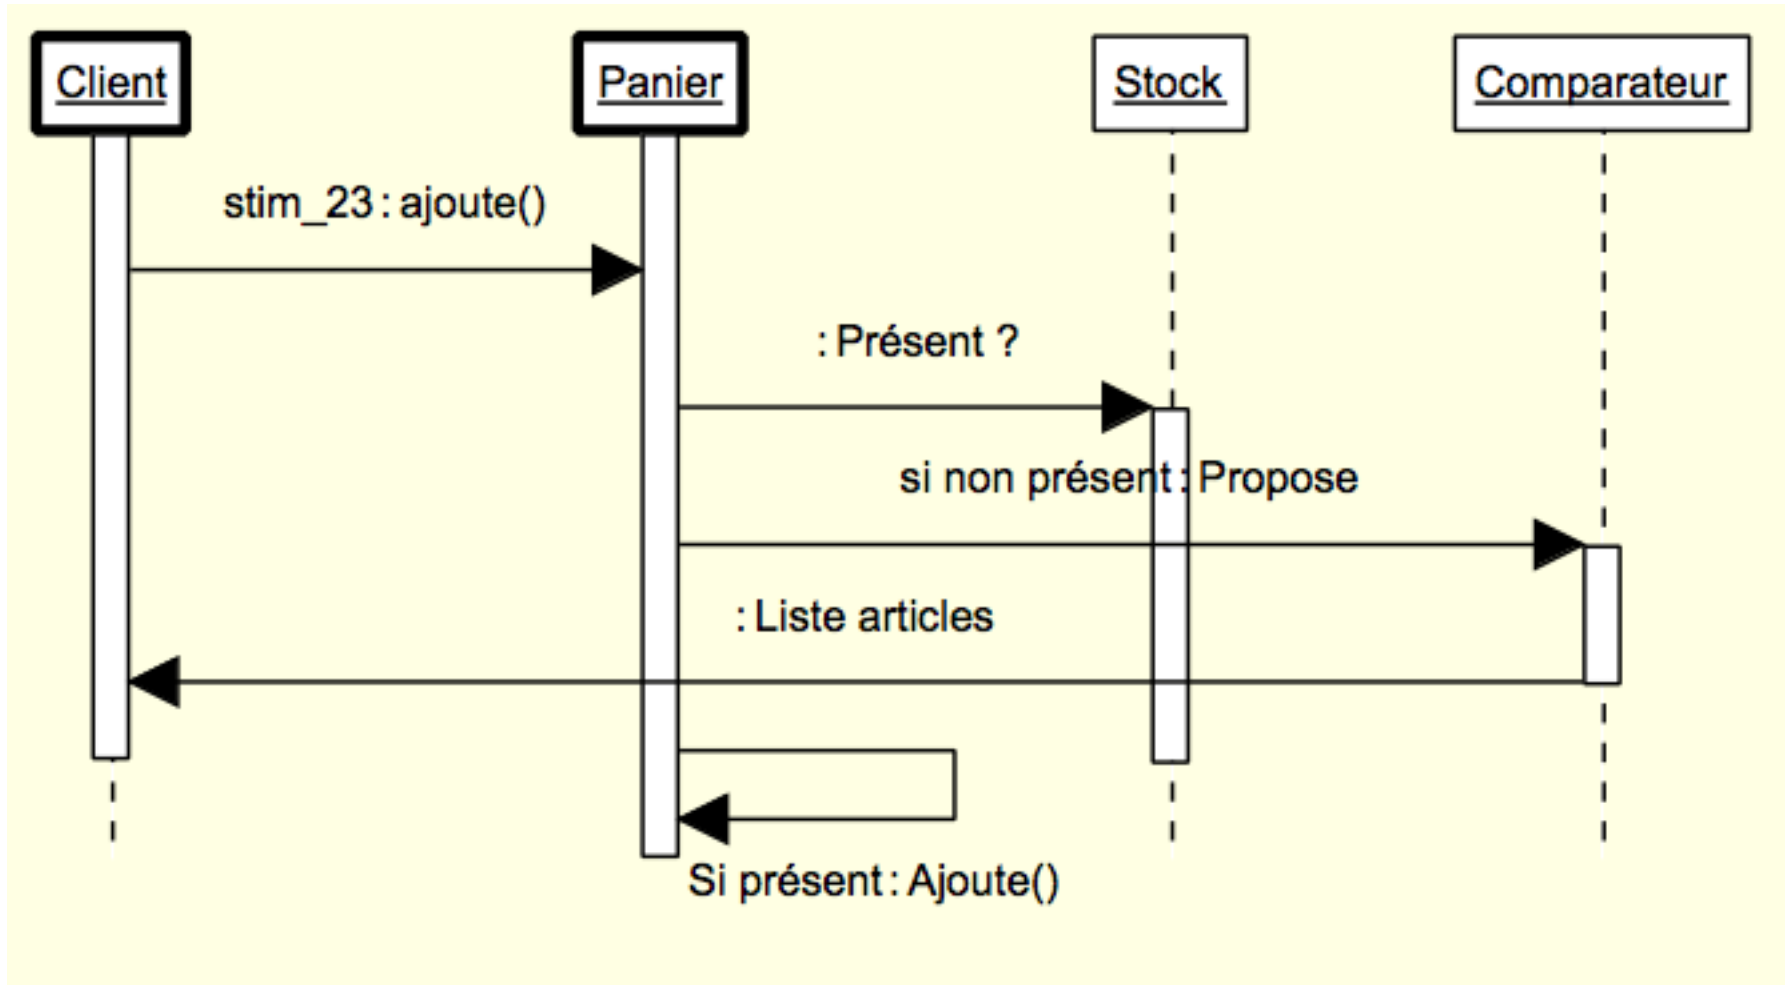 Client
Panier
Stock
Comparateur
stim_23 : ajoute()
: Présent ?
si non présent : Propose
: Liste articles
Si présent : Ajoute()